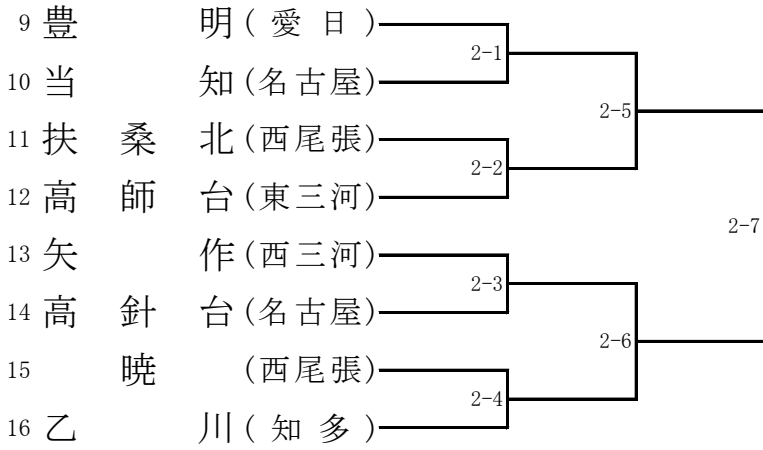 9 豊 明 ( 愛 日 )
2-1
10 当 知 (名古屋)
2-5
11 扶 桑 北 (西尾張)
2-2
12 高 師 台 (東三河)
2-7
13 矢 作 (西三河)
2-3
14 高 針 台 (名古屋)
2-6
15 暁 (西尾張)
2-4
16 乙 川 ( 知 多 )